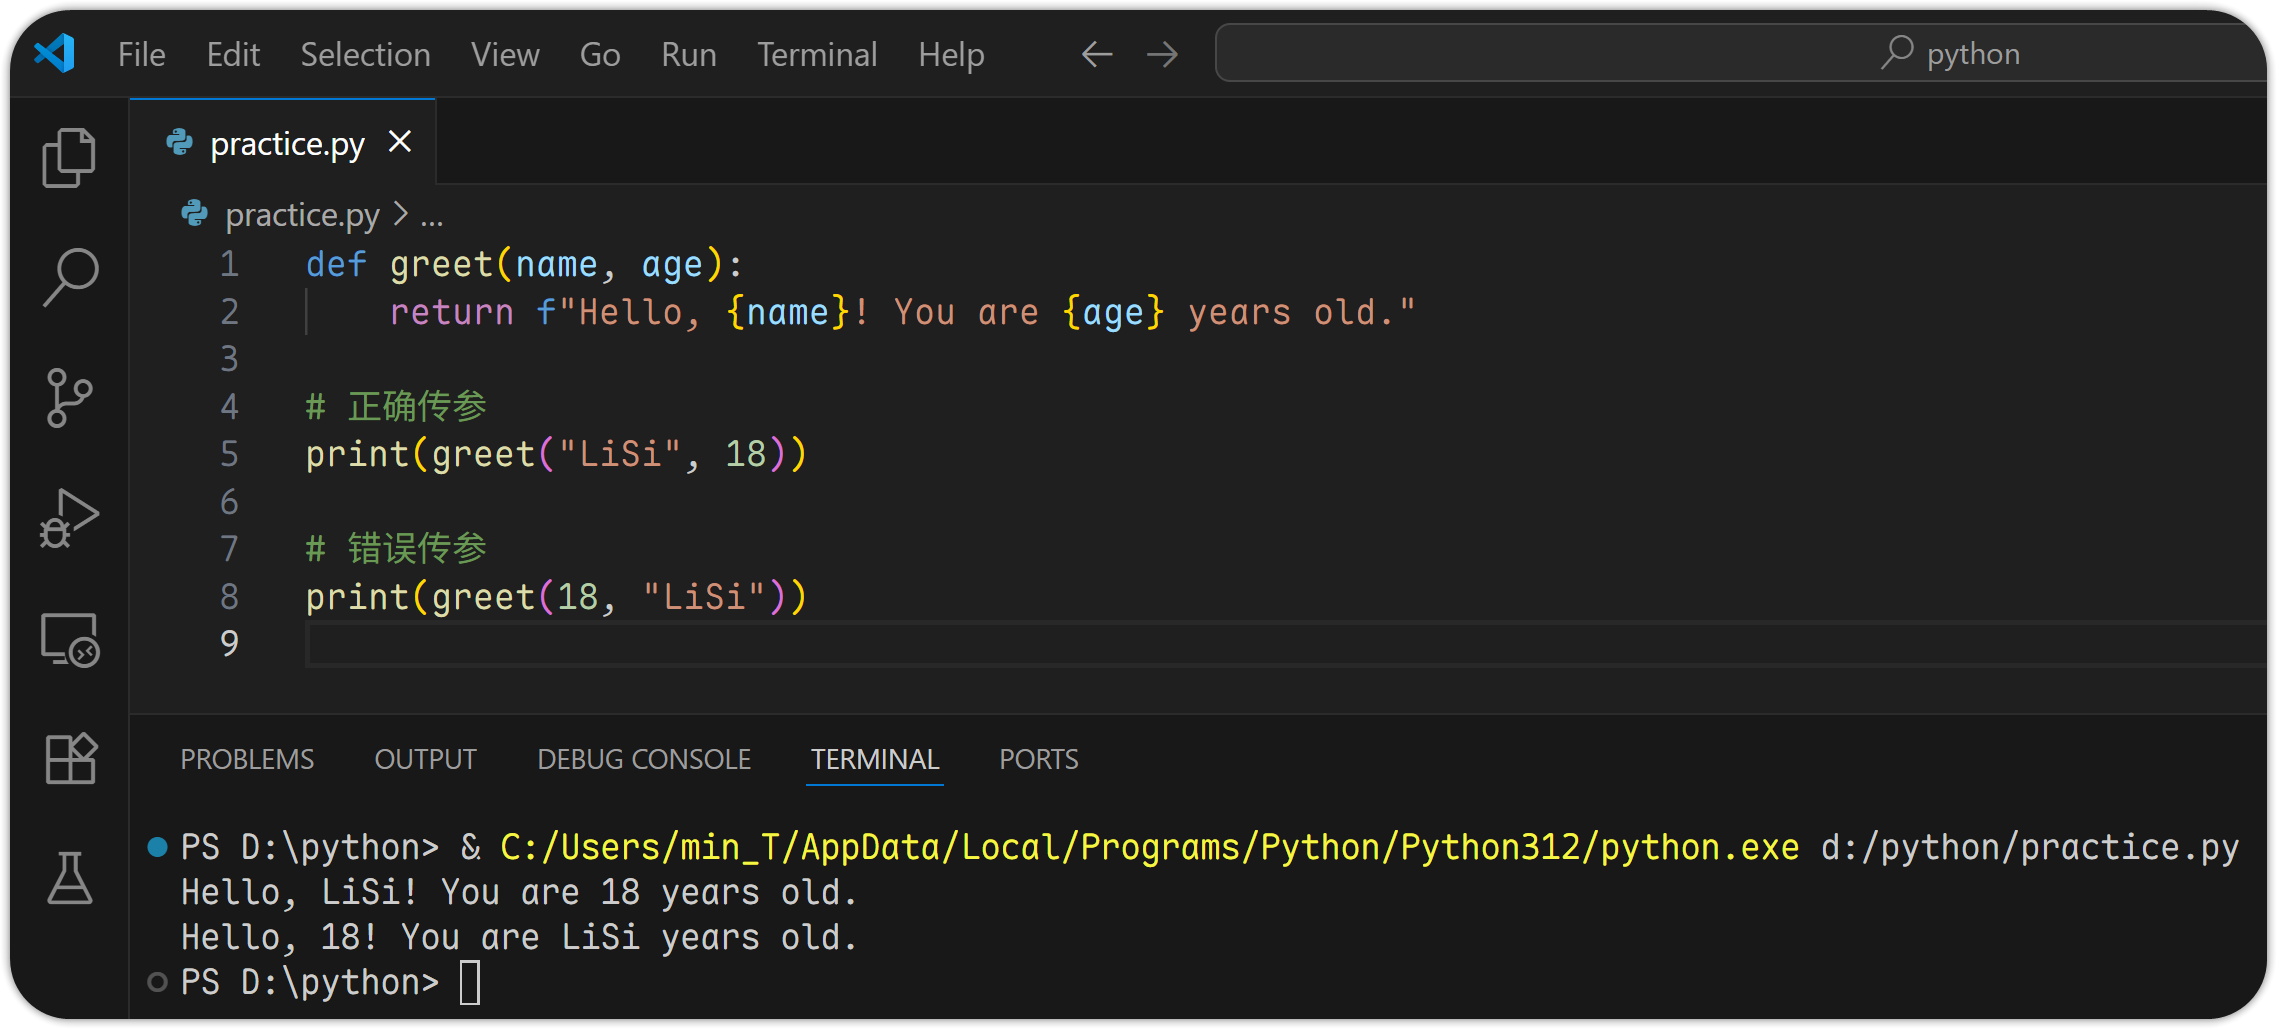 File Edit Selection View Go Run Terminal Help python
practice.py
practice.py > ...
1 def greet(name, age):
2     return f"Hello, {name}! You are {age} years old."
3
4 # 正确传参
5 print(greet("LiSi", 18))
6
7 # 错误传参
8 print(greet(18, "LiSi"))
9
PROBLEMS OUTPUT DEBUG CONSOLE TERMINAL PORTS
PS D:\python> & C:/Users/min_T/AppData/Local/Programs/Python/Python312/python.exe d:/python/practice.py
Hello, LiSi! You are 18 years old.
Hello, 18! You are LiSi years old.
PS D:\python>